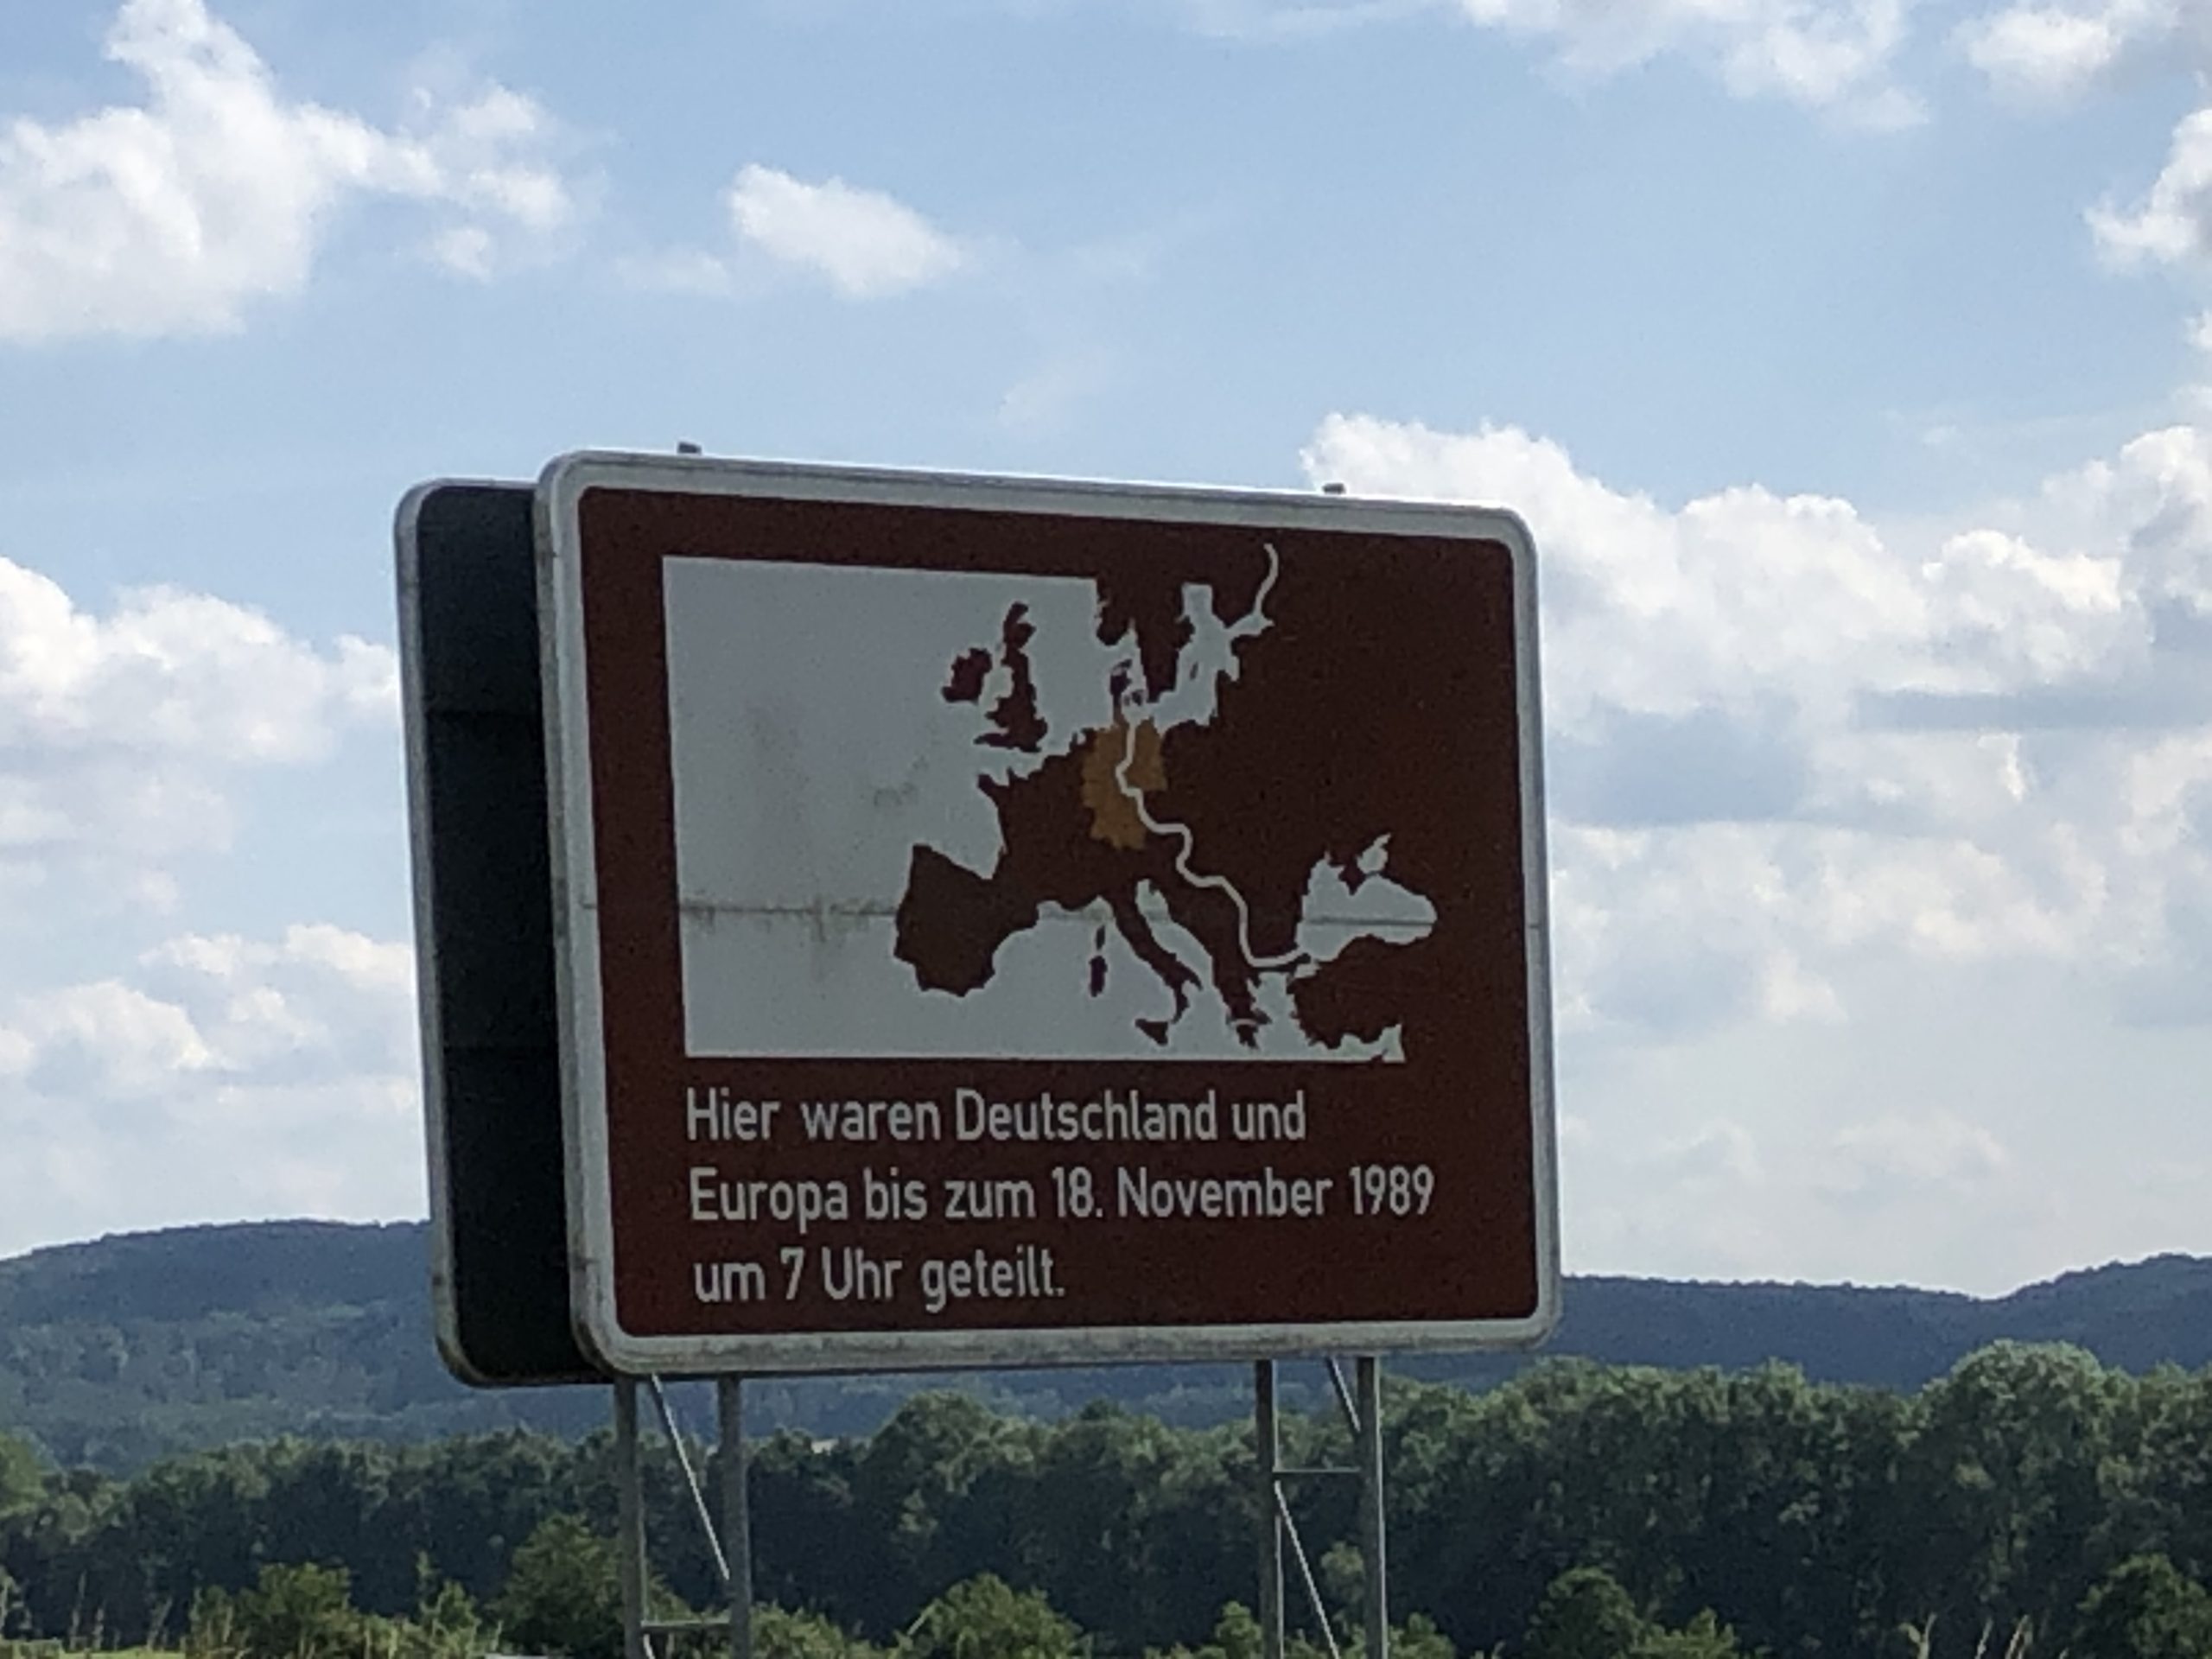 Hier waren Deutschland und
Europa bis zum 18. November 1989
um 7 Uhr geteilt.